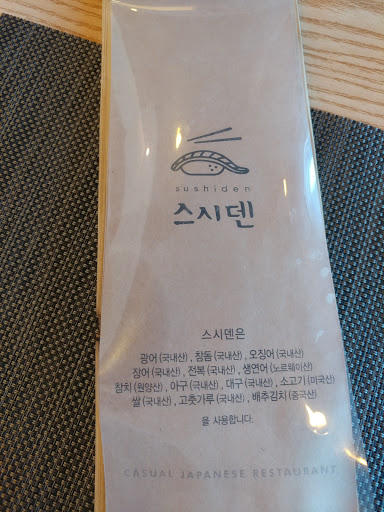 sushiden
스시덴
스시덴은
광어(국내산), 참돔(국내산), 오징어(국내산)
장어(국내산), 전복(국내산), 생연어(노르웨이산)
참치(원양산), 아구(국내산), 대구(국내산), 소고기(미국산)
쌀(국내산), 고춧가루(국내산), 배추김치(중국산)
을 사용합니다.
CASUAL JAPANESE RESTAURANT